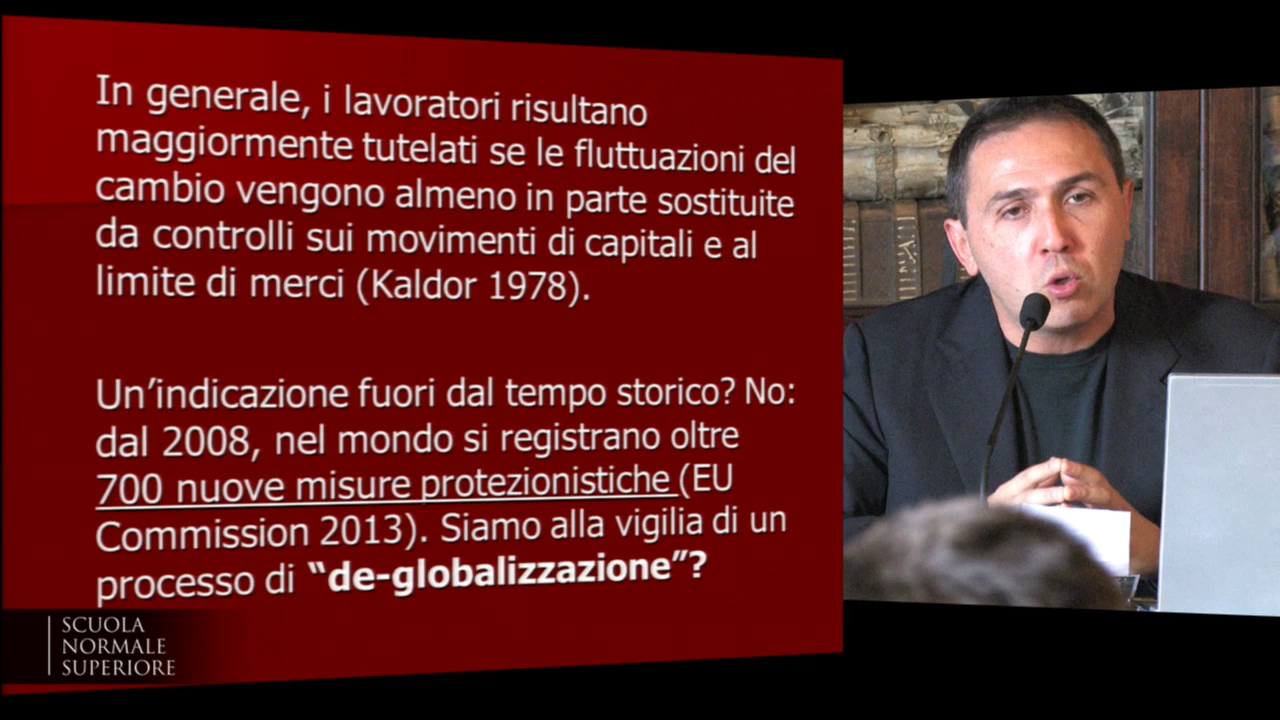 In generale, i lavoratori risultano
maggiormente tutelati se le fluttuazioni del
cambio vengono almeno in parte sostituite
da controlli sui movimenti di capitali e al
limite di merci (Kaldor 1978).
Un’indicazione fuori dal tempo storico? No:
dal 2008, nel mondo si registrano oltre
700 nuove misure protezionistiche (EU
Commission 2013). Siamo alla vigilia di un
processo di “de-globalizzazione”?
SCUOLA
NORMALE
SUPERIORE